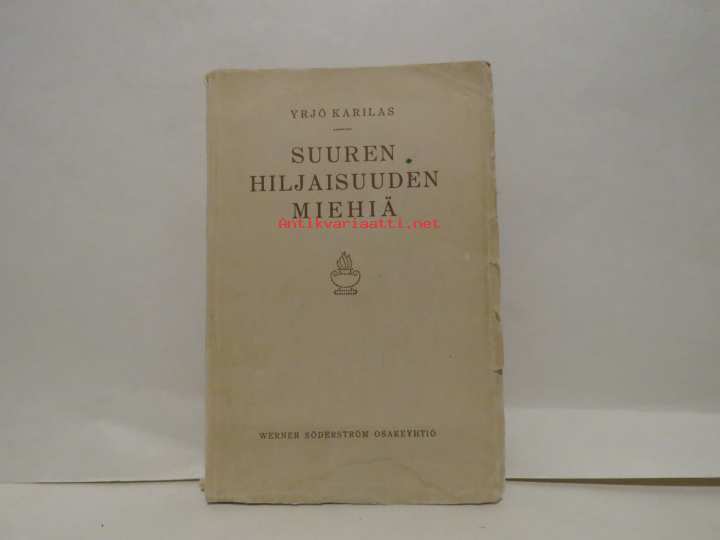 YRJÖ KARILAS
SUUREN
HILJAISUUDEN
MIEHIÄ
Antikvariaatti.net
WERNER SÖDERSTRÖM OSAKEYHTIÖ